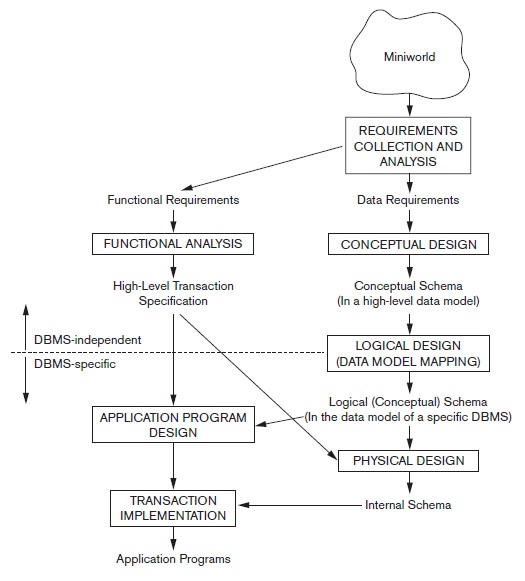 Miniworld
REQUIREMENTS
COLLECTION AND
ANALYSIS
Functional Requirements
Data Requirements
FUNCTIONAL ANALYSIS
CONCEPTUAL DESIGN
High-Level Transaction
Specification
Conceptual Schema
(In a high-level data model)
DBMS-independent
DBMS-specific
LOGICAL DESIGN
(DATA MODEL MAPPING)
Logical (Conceptual) Schema
(In the data model of a specific DBMS)
APPLICATION PROGRAM
DESIGN
PHYSICAL DESIGN
TRANSACTION
IMPLEMENTATION
Internal Schema
Application Programs